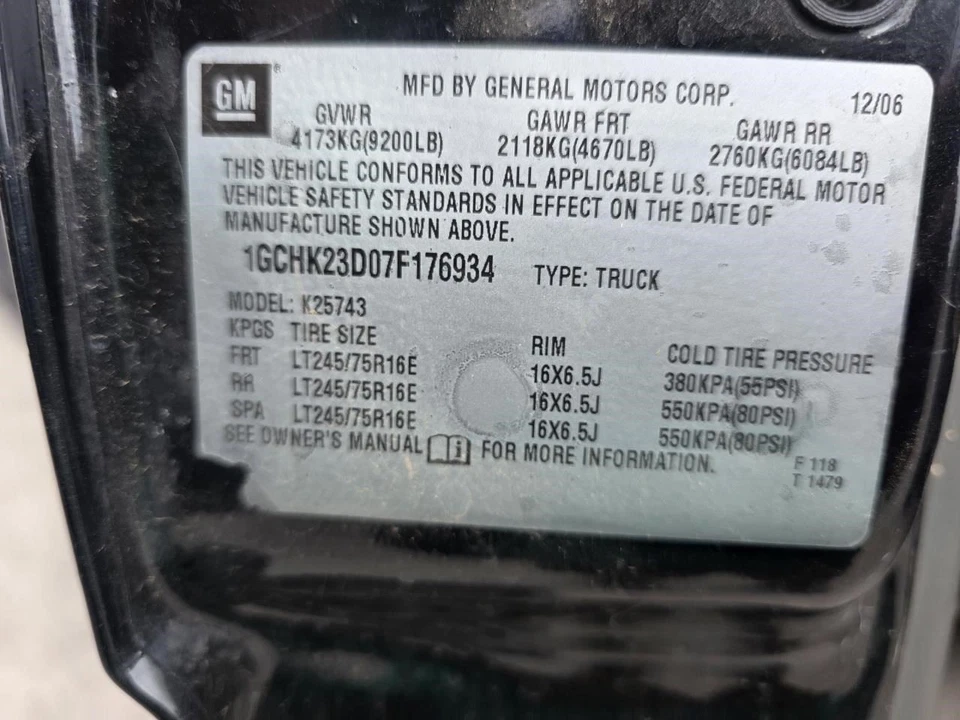 GM
MFD BY GENERAL MOTORS CORP. 12/06
GVWR GAWR FRT GAWR RR
4173KG(9200LB) 2118KG(4670LB) 2760KG(6084LB)
THIS VEHICLE CONFORMS TO ALL APPLICABLE U.S. FEDERAL MOTOR
VEHICLE SAFETY STANDARDS IN EFFECT ON THE DATE OF
MANUFACTURE SHOWN ABOVE.
1GCHK23D07F176934 TYPE: TRUCK
MODEL: K25743
KPGS TIRE SIZE RIM COLD TIRE PRESSURE
FRT LT245/75R16E 16X6.5J 380KPA(55PSI)
RR LT245/75R16E 16X6.5J 550KPA(80PSI)
SPA LT245/75R16E 16X6.5J 550KPA(80PSI)
SEE OWNER'S MANUAL FOR MORE INFORMATION.
F 118
T 1479